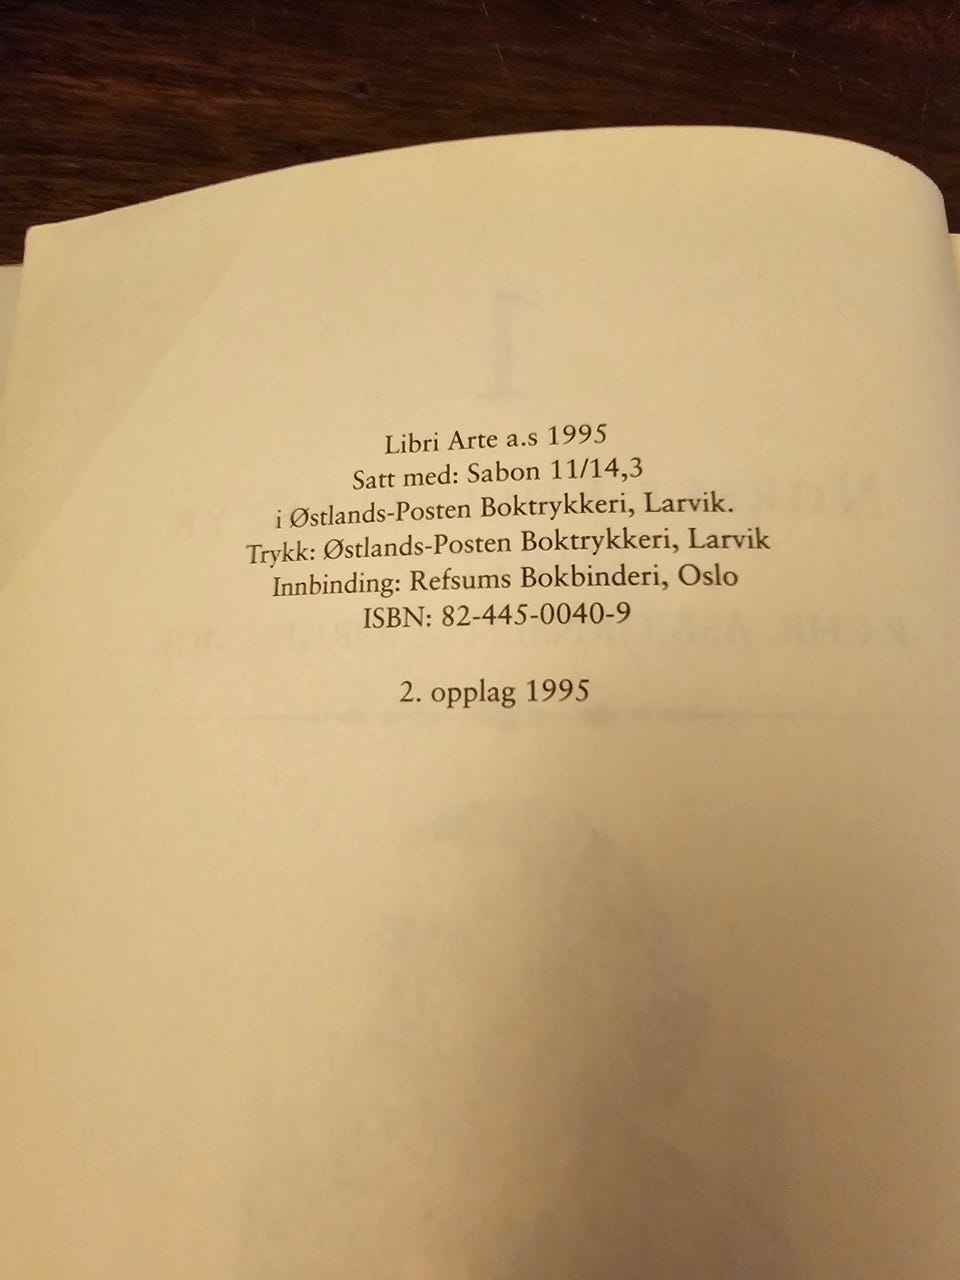 Libri Arte a.s 1995
Satt med: Sabon 11/14,3
i Østlands-Posten Boktrykkeri, Larvik.
Trykk: Østlands-Posten Boktrykkeri, Larvik
Innbinding: Refsums Bokbinderi, Oslo
ISBN: 82-445-0040-9
2. opplag 1995